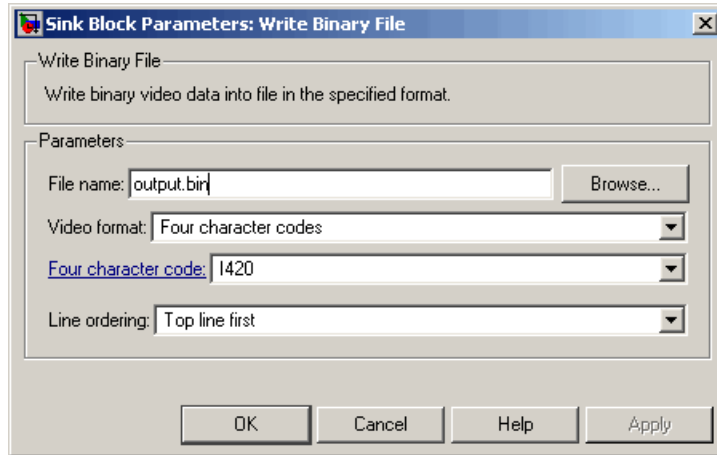 Sink Block Parameters: Write Binary File
Write Binary File
Write binary video data into file in the specified format.
Parameters
File name: output.bin Browse...
Video format: Four character codes
Four character code: I420
Line ordering: Top line first
OK Cancel Help Apply